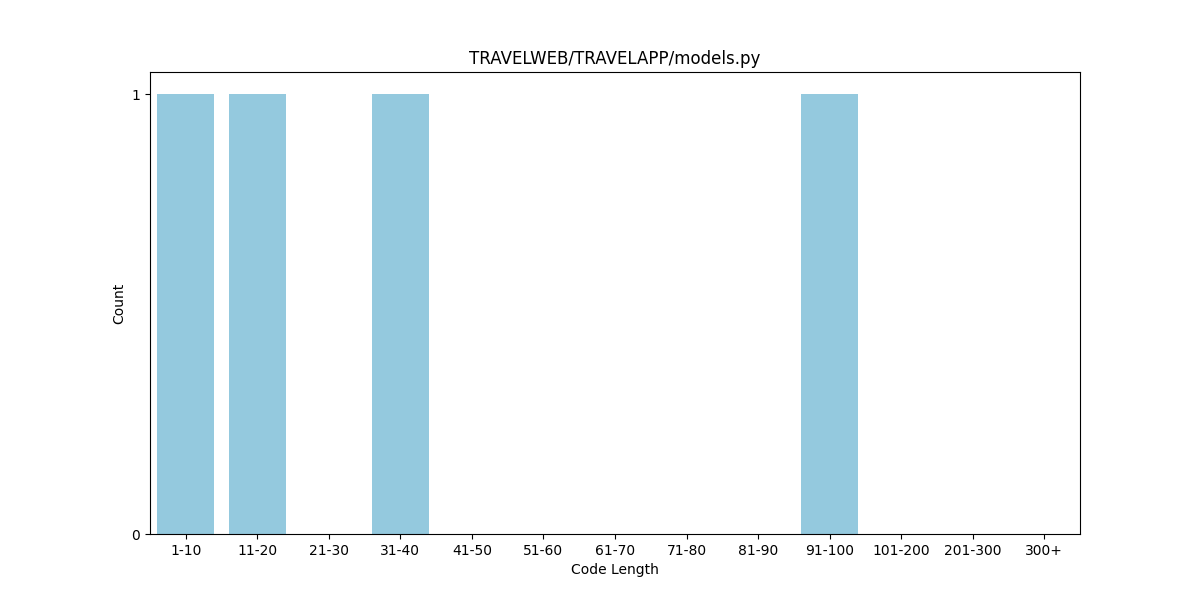 TRAVELWEB/TRAVELAPP/models.py
1
Count
0
1-10 11-20 21-30 31-40 41-50 51-60 61-70 71-80 81-90 91-100 101-200 201-300 300+
Code Length